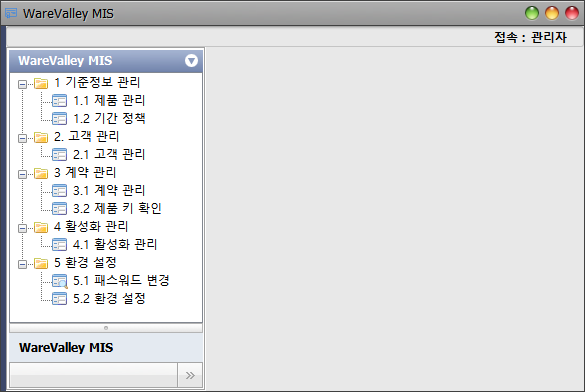 WareValley MIS
접속 : 관리자
WareValley MIS
1 기준정보 관리
1.1 제품 관리
1.2 기간 정책
2. 고객 관리
2.1 고객 관리
3 계약 관리
3.1 계약 관리
3.2 제품 키 확인
4 활성화 관리
4.1 활성화 관리
5 환경 설정
5.1 패스워드 변경
5.2 환경 설정
WareValley MIS